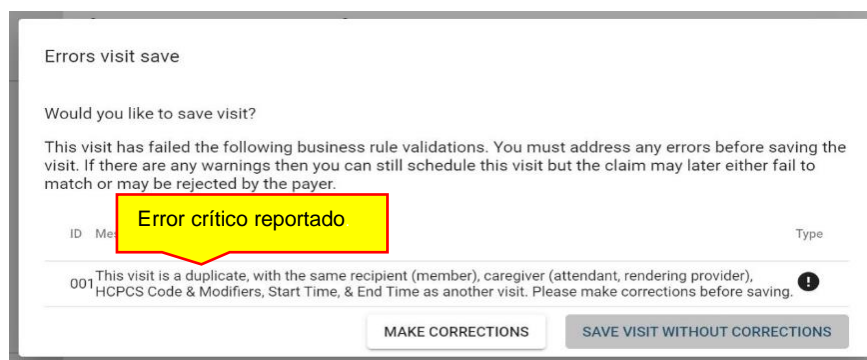 Errors visit save
Would you like to save visit?
This visit has failed the following business rule validations. You must address any errors before saving the
visit. If there are any warnings then you can still schedule this visit but the claim may later either fail to
match or may be rejected by the payer.
Error crítico reportado
ID
Type
001 This visit is a duplicate, with the same recipient (member), caregiver (attendant, rendering provider),
HCPCS Code & Modifiers, Start Time, & End Time as another visit. Please make corrections before saving.
MAKE CORRECTIONS SAVE VISIT WITHOUT CORRECTIONS